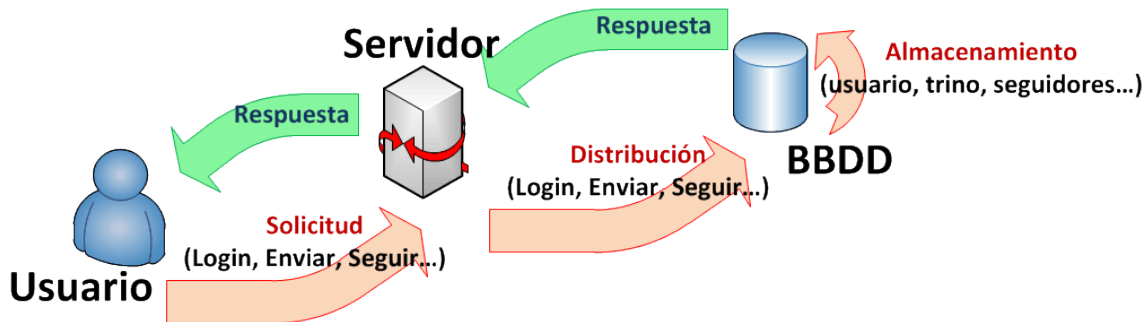 Respuesta
Servidor
Almacenamiento
(usuario, trino, seguidores...)
Respuesta
Distribución
(Login, Enviar, Seguir...)
BBDD
Solicitud
(Login, Enviar, Seguir...)
Usuario